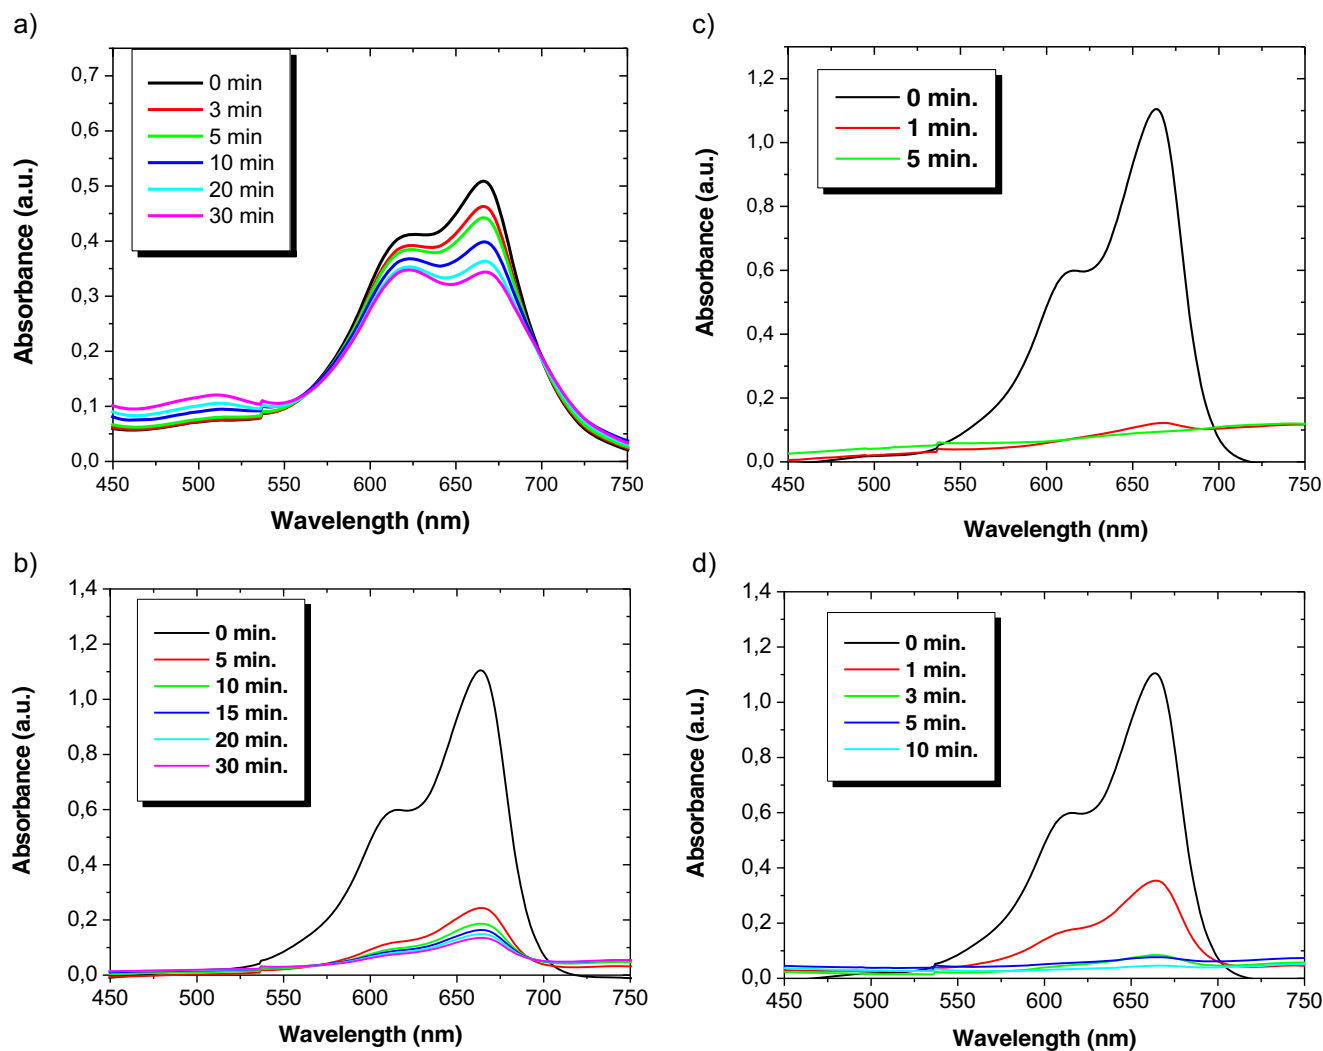 a)
0,7
0,6
0,5
0,4
0,3
0,2
0,1
0,0
Absorbance (a.u.)
0 min
3 min
5 min
10 min
20 min
30 min
450 500 550 600 650 700 750
Wavelength (nm)
c)
1,2
1,0
0,8
0,6
0,4
0,2
0,0
Absorbance (a.u.)
0 min.
1 min.
5 min.
450 500 550 600 650 700 750
Wavelength (nm)
b)
1,4
1,2
1,0
0,8
0,6
0,4
0,2
0,0
Absorbance (a.u.)
0 min.
5 min.
10 min.
15 min.
20 min.
30 min.
450 500 550 600 650 700 750
Wavelength (nm)
d)
1,4
1,2
1,0
0,8
0,6
0,4
0,2
0,0
Absorbance (a.u.)
0 min.
1 min.
3 min.
5 min.
10 min.
450 500 550 600 650 700 750
Wavelength (nm)